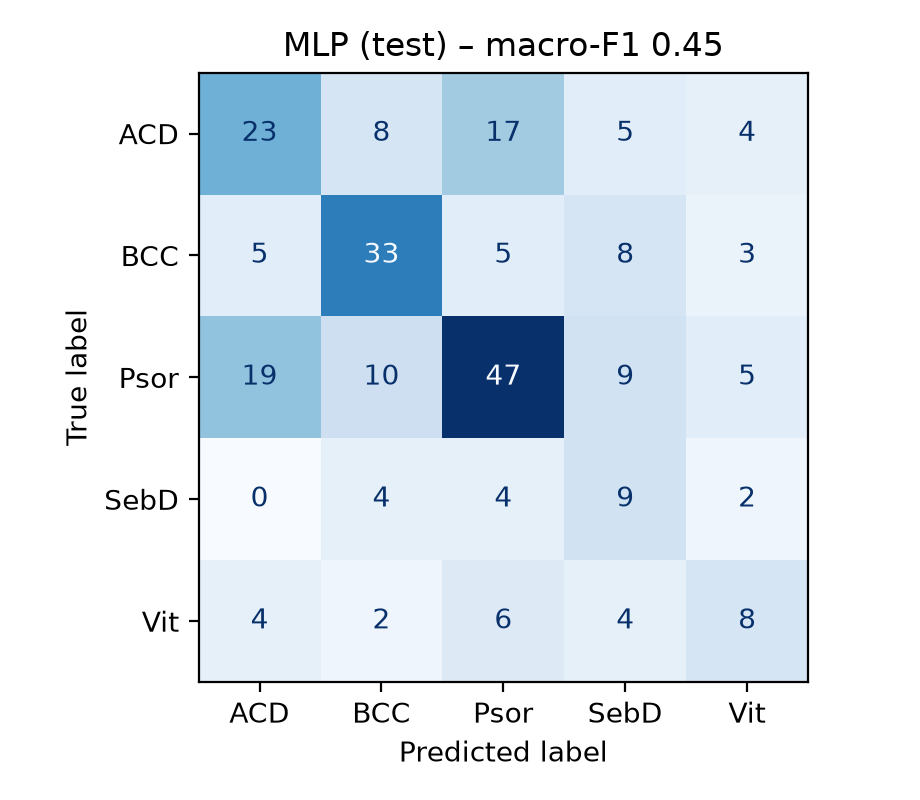 MLP (test) – macro-F1 0.45
ACD 23 8 17 5 4
BCC 5 33 5 8 3
Psor 19 10 47 9 5
SebD 0 4 4 9 2
Vit 4 2 6 4 8
ACD BCC Psor SebD Vit
Predicted label
True label